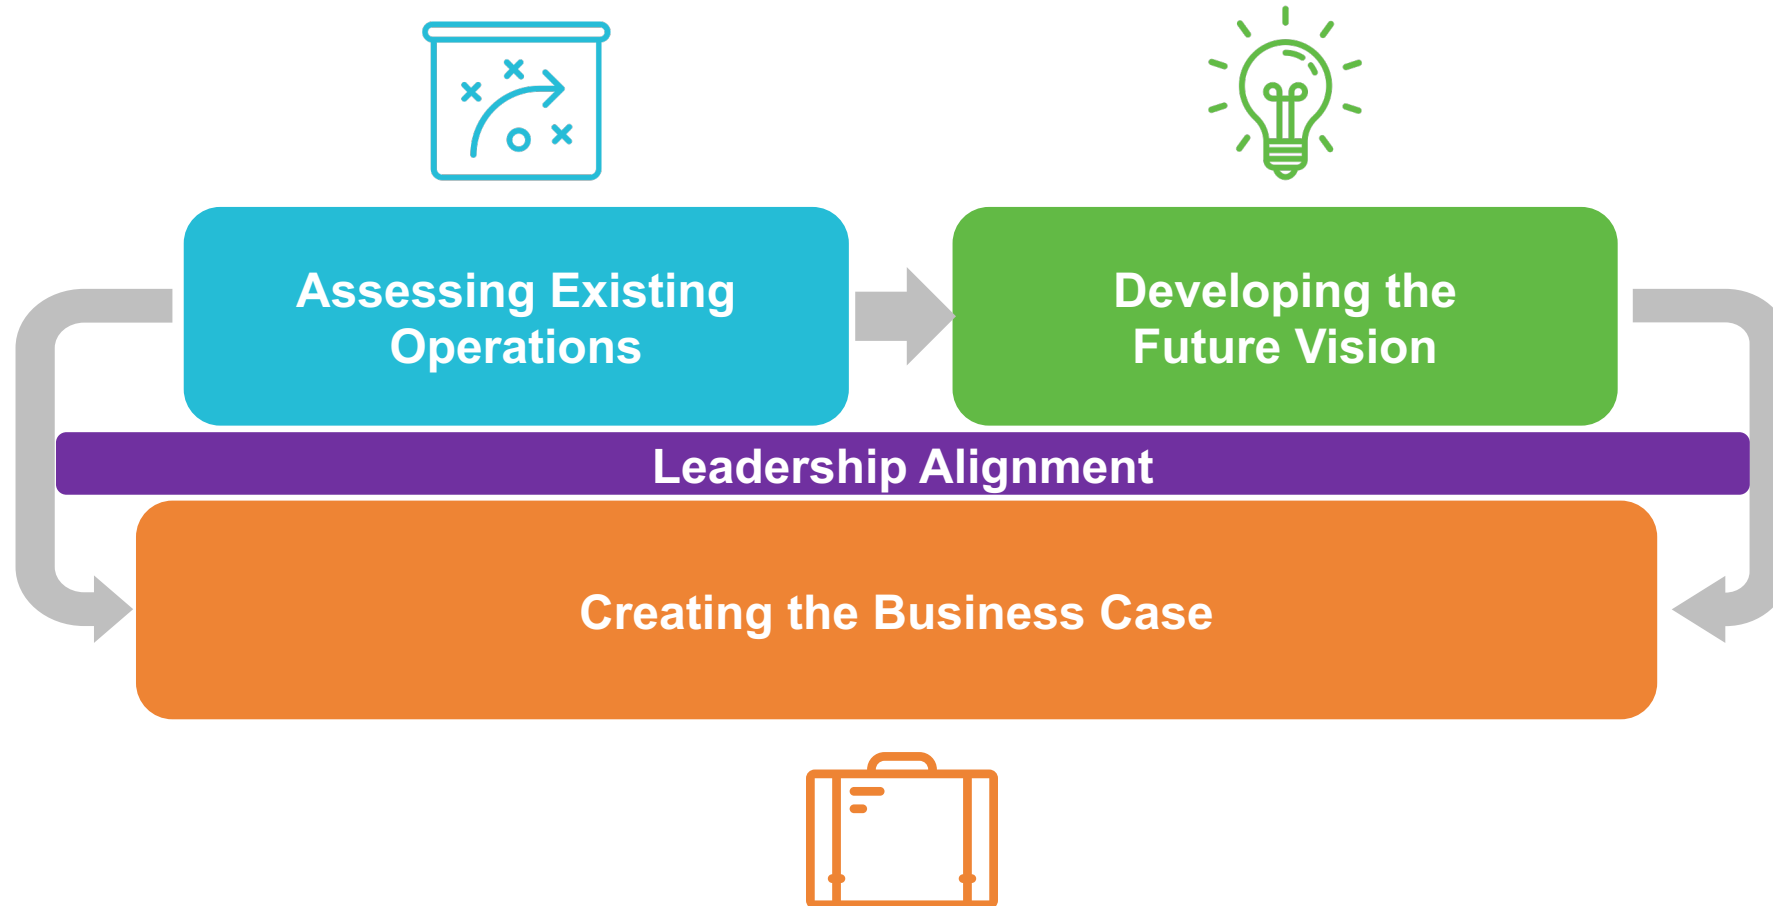 Assessing Existing
Operations
Developing the
Future Vision
Leadership Alignment
Creating the Business Case